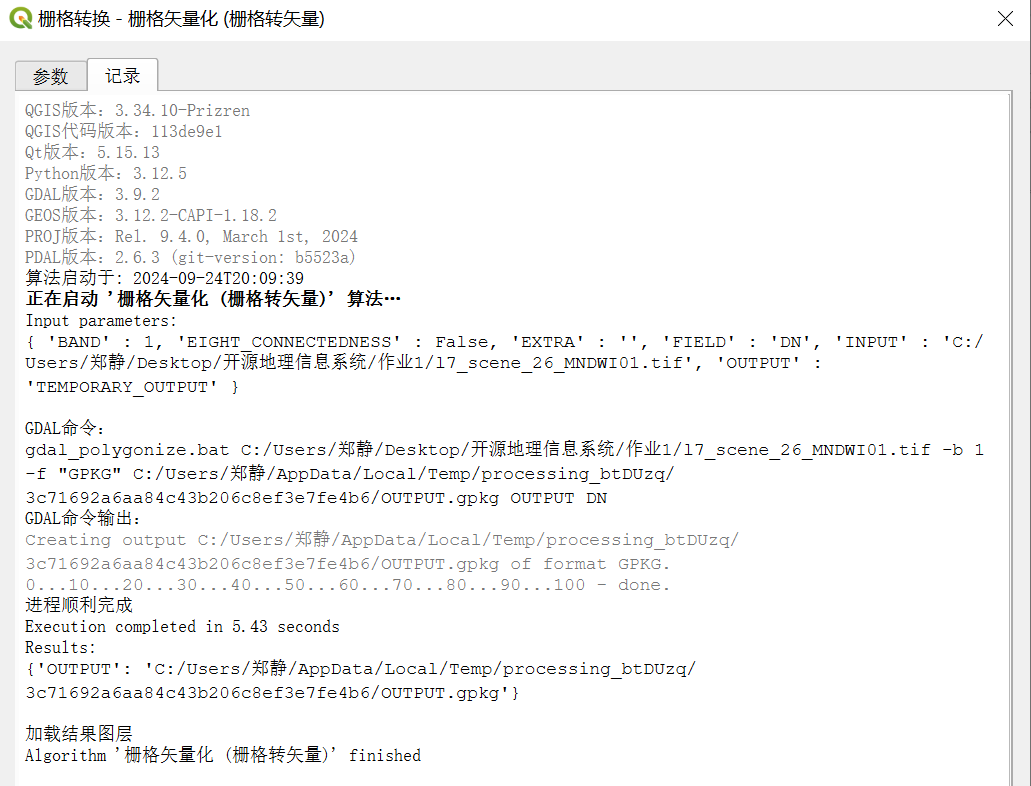 栅格转换 - 栅格矢量化 (栅格转矢量)
参数
记录
QGIS版本: 3.34.10-Prizren
QGIS代码版本: 113de9e1
Qt版本: 5.15.13
Python版本: 3.12.5
GDAL版本: 3.9.2
GEOS版本: 3.12.2-CAPI-1.18.2
PROJ版本: Rel. 9.4.0, March 1st, 2024
PDAL版本: 2.6.3 (git-version: b5523a)
算法启动于: 2024-09-24T20:09:39
正在启动 '栅格矢量化 (栅格转矢量)' 算法…
Input parameters:
{ 'BAND' : 1, 'EIGHT_CONNECTEDNESS' : False, 'EXTRA' : '', 'FIELD' : 'DN', 'INPUT' : 'C:/
Users/郑静/Desktop/开源地理信息系统/作业1/l7_scene_26_MNDWI01.tif', 'OUTPUT' :
'TEMPORARY_OUTPUT' }
GDAL命令:
gdal_polygonize.bat C:/Users/郑静/Desktop/开源地理信息系统/作业1/l7_scene_26_MNDWI01.tif -b 1
-f "GPKG" C:/Users/郑静/AppData/Local/Temp/processing_btDUzq/
3c71692a6aa84c43b206c8ef3e7fe4b6/OUTPUT.gpkg OUTPUT DN
GDAL命令输出:
Creating output C:/Users/郑静/AppData/Local/Temp/processing_btDUzq/
3c71692a6aa84c43b206c8ef3e7fe4b6/OUTPUT.gpkg of format GPKG.
0...10...20...30...40...50...60...70...80...90...100 - done.
进程顺利完成
Execution completed in 5.43 seconds
Results:
{'OUTPUT': 'C:/Users/郑静/AppData/Local/Temp/processing_btDUzq/
3c71692a6aa84c43b206c8ef3e7fe4b6/OUTPUT.gpkg'}
加载结果图层
Algorithm '栅格矢量化 (栅格转矢量)' finished